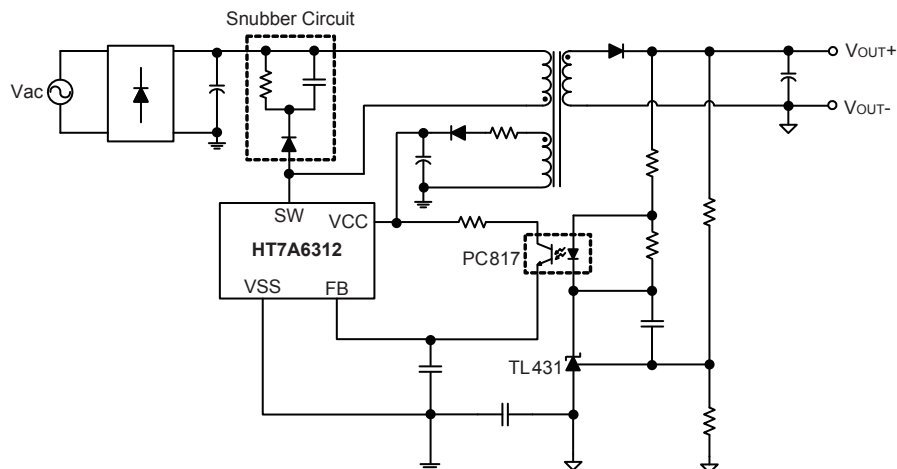 Snubber Circuit
VOUT+
Vac
VOUT-
SW
VCC
HT7A6312
PC817
VSS
FB
TL431